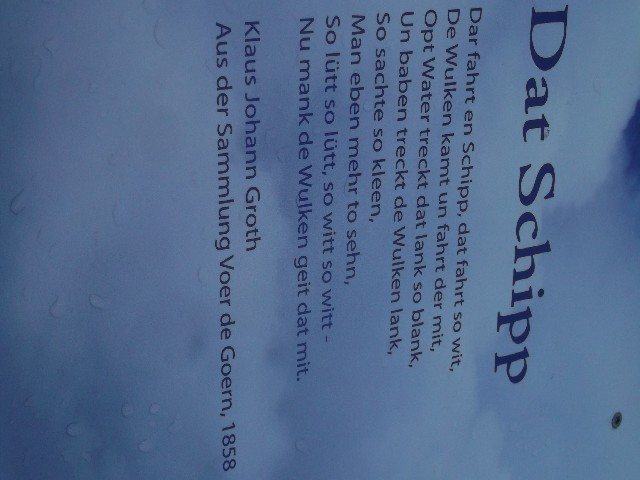 Dat Schipp
Dar fahrt en Schipp, dat fahrt so wit,
De Wulken kamt un fahrt der mit,
Opt Water treckt dat lank so blank,
Un baben treckt de Wulken lank,
So sachte so kleen,
Man eben mehr to sehn,
So lütt so lütt, so witt so witt -
Nu mank de Wulken geit dat mit.
Klaus Johann Groth
Aus der Sammlung Voer de Goern, 1858